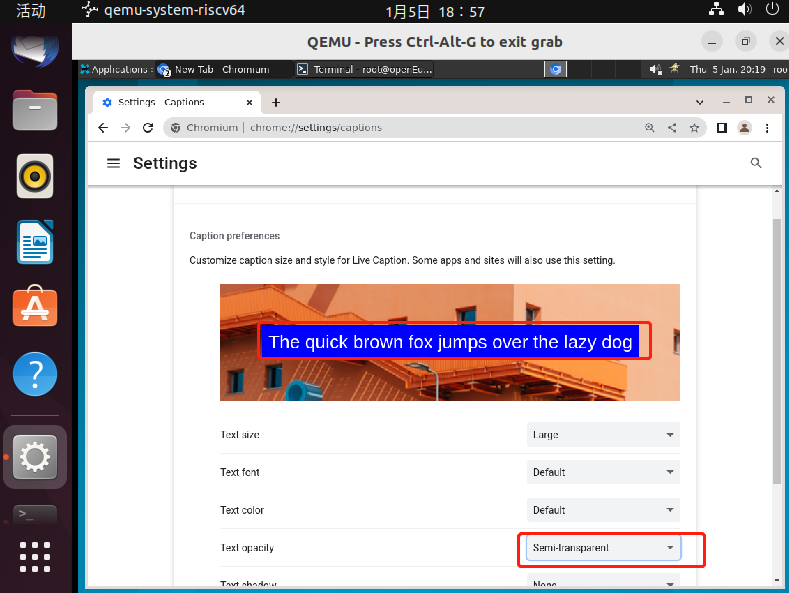 活动 qemu-system-riscv64 1月5日 18：57
QEMU - Press Ctrl-Alt-G to exit grab
Applications : New Tab - Chromium Terminal - root@openEu... Thu 5 Jan, 20:19 roo
Settings - Captions
Chromium | chrome://settings/captions
Settings
Caption preferences
Customize caption size and style for Live Caption. Some apps and sites will also use this setting.
The quick brown fox jumps over the lazy dog
Text size Large
Text font Default
Text color Default
Text opacity Semi-transparent
Text shadow None